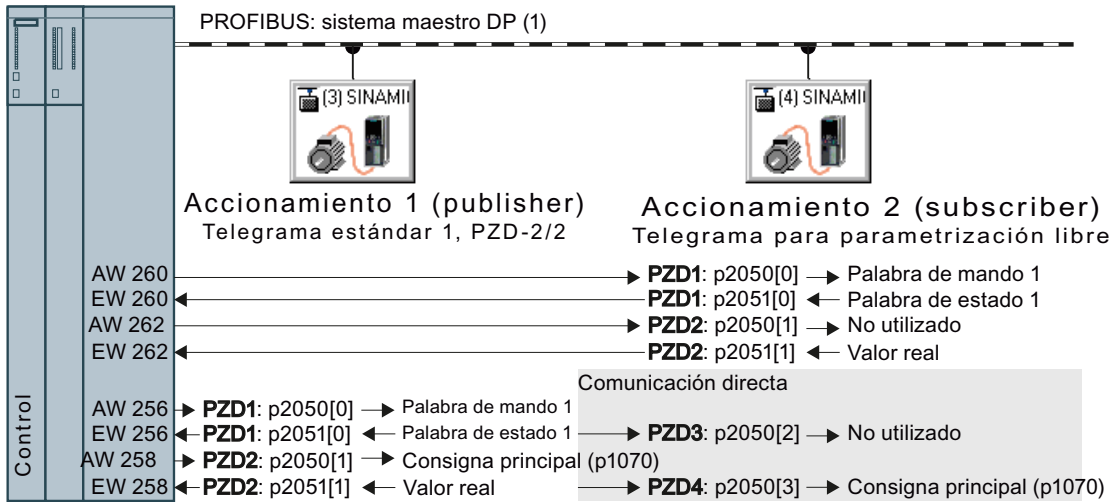 PROFIBUS: sistema maestro DP (1)
(3) SINAMI
(4) SINAMI
Accionamiento 1 (publisher)
Telegrama estándar 1, PZD-2/2
Accionamiento 2 (subscriber)
Telegrama para parametrización libre
AW 260 PZD1: p2050[0] Palabra de mando 1
EW 260 PZD1: p2051[0] Palabra de estado 1
AW 262 PZD2: p2050[1] No utilizado
EW 262 PZD2: p2051[1] Valor real
Comunicación directa
AW 256 PZD1: p2050[0] Palabra de mando 1
EW 256 PZD1: p2051[0] Palabra de estado 1 PZD3: p2050[2] No utilizado
AW 258 PZD2: p2050[1] Consigna principal (p1070)
EW 258 PZD2: p2051[1] Valor real PZD4: p2050[3] Consigna principal (p1070)
Control